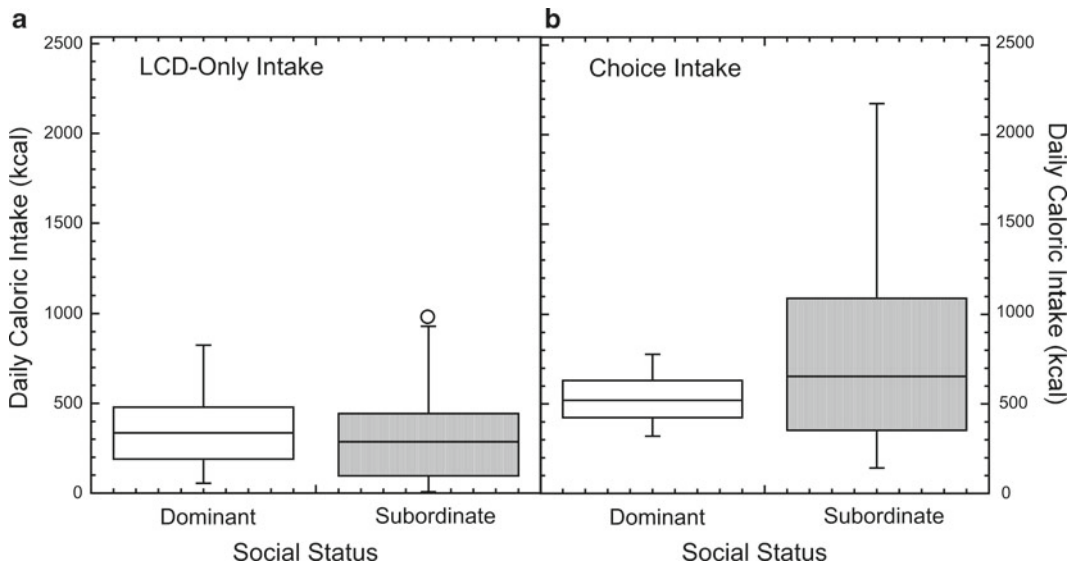 a
LCD-Only Intake
2500
2000
1500
1000
500
0
Daily Caloric Intake (kcal)
Dominant
Subordinate
Social Status
b
Choice Intake
2500
2000
1500
1000
500
0
Daily Caloric Intake (kcal)
Dominant
Subordinate
Social Status